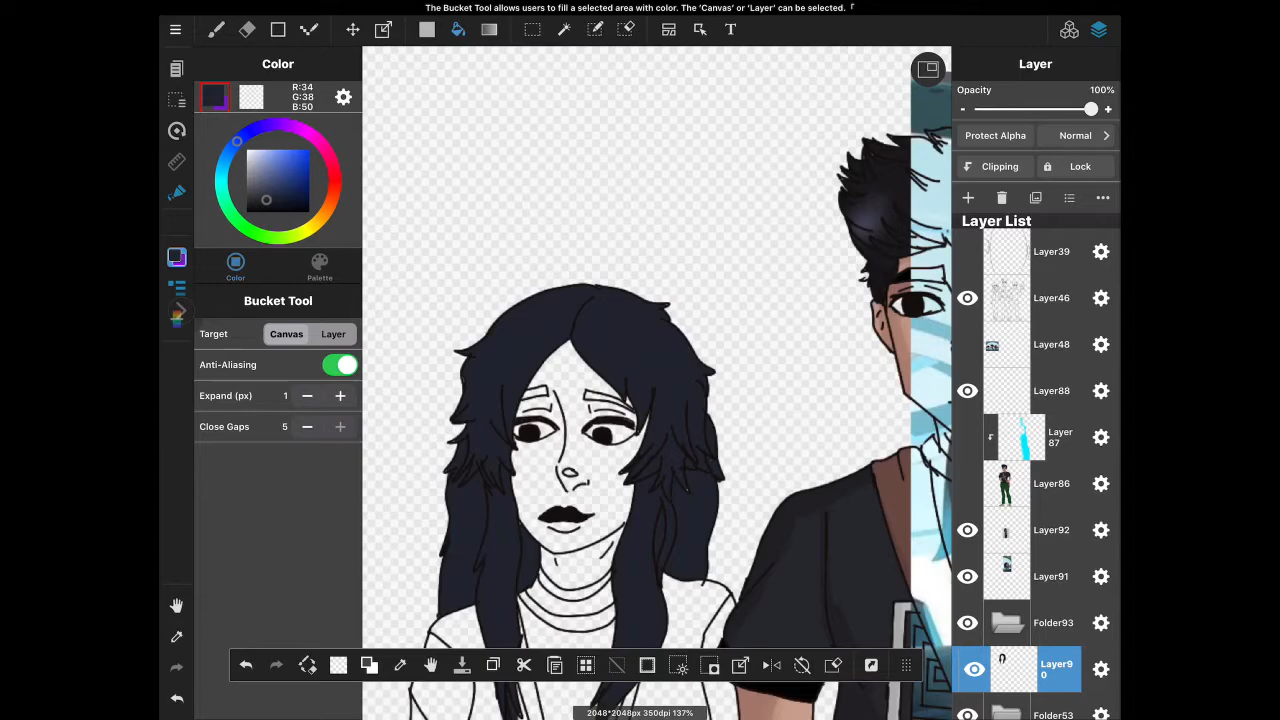 The Bucket Tool allows users to fill a selected area with color. The ‘Canvas’ or ‘Layer’ can be selected.「
T
Color
R:34
G:38
B:50
Color
Palette
Bucket Tool
Target
Canvas
Layer
Anti-Aliasing
Expand (px)
1
-
+
Close Gaps
5
-
+
Layer
Opacity
100%
-
+
Protect Alpha
Normal
Clipping
Lock
Layer List
Layer39
Layer46
Layer48
Layer88
Layer
87
Layer86
Layer92
Layer91
Folder93
Layer9
0
Folder53
2048*2048px 350dpi 137%